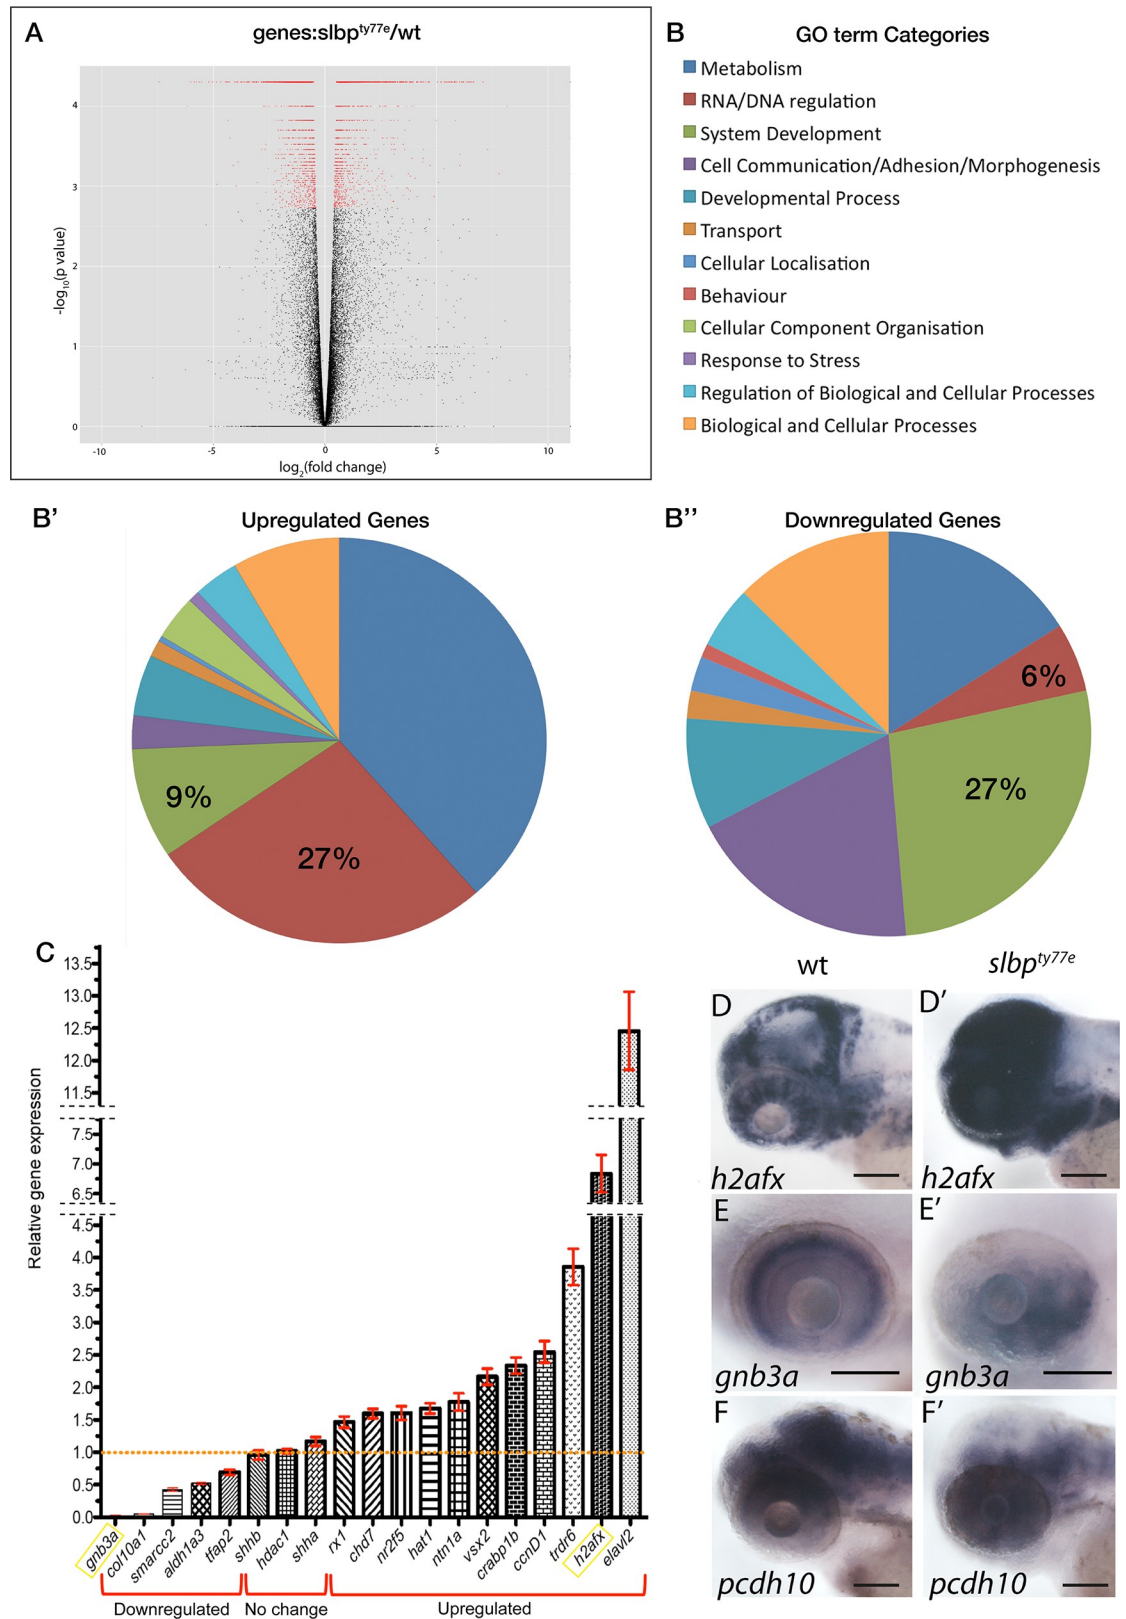 A
genes:slbpty77e/wt
-log10(p value)
4
3
2
1
0
-10
-5
0
5
10
log2(fold change)
B
GO term Categories
Metabolism
RNA/DNA regulation
System Development
Cell Communication/Adhesion/Morphogenesis
Developmental Process
Transport
Cellular Localisation
Behaviour
Cellular Component Organisation
Response to Stress
Regulation of Biological and Cellular Processes
Biological and Cellular Processes
B’
Upregulated Genes
9%
27%
B’’
Downregulated Genes
6%
27%
C
Relative gene expression
13.5
13.0
12.5
12.0
11.5
7.5
7.0
6.5
4.5
4.0
3.5
3.0
2.5
2.0
1.5
1.0
0.5
0.0
gnb3a
col10a1
smarcc2
aldh1a3
tfap2
shhb
hdac1
shha
rx1
chd7
nr2f5
hat1
ntn1a
vsx2
crabp1b
ccnD1
trdr6
h2afx
elavl2
Downregulated
No change
Upregulated
wt
slbpty77e
D
h2afx
D’
h2afx
E
gnb3a
E’
gnb3a
F
pcdh10
F’
pcdh10